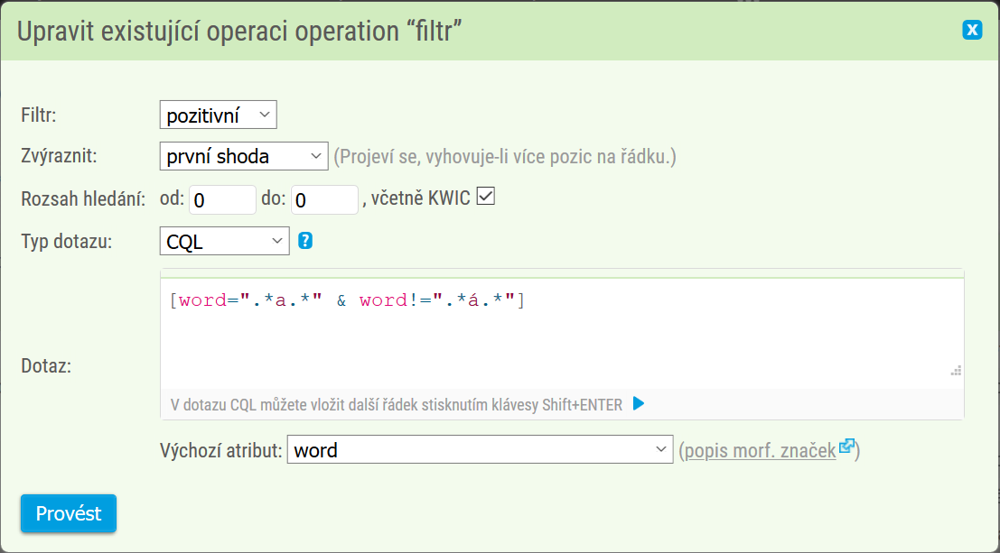 Upravit existující operaci operation “filtr”
X
Filtr: pozitivní
Zvýraznit: první shoda (Projeví se, vyhovuje-li více pozic na řádku.)
Rozsah hledání: od: 0 do: 0 , včetně KWIC
Typ dotazu: CQL ?
[word=".*a.*" & word!=".*á.*"]
Dotaz:
V dotazu CQL můžete vložit další řádek stisknutím klávesy Shift+ENTER
Výchozí atribut: word (popis morf. značek)
Provést